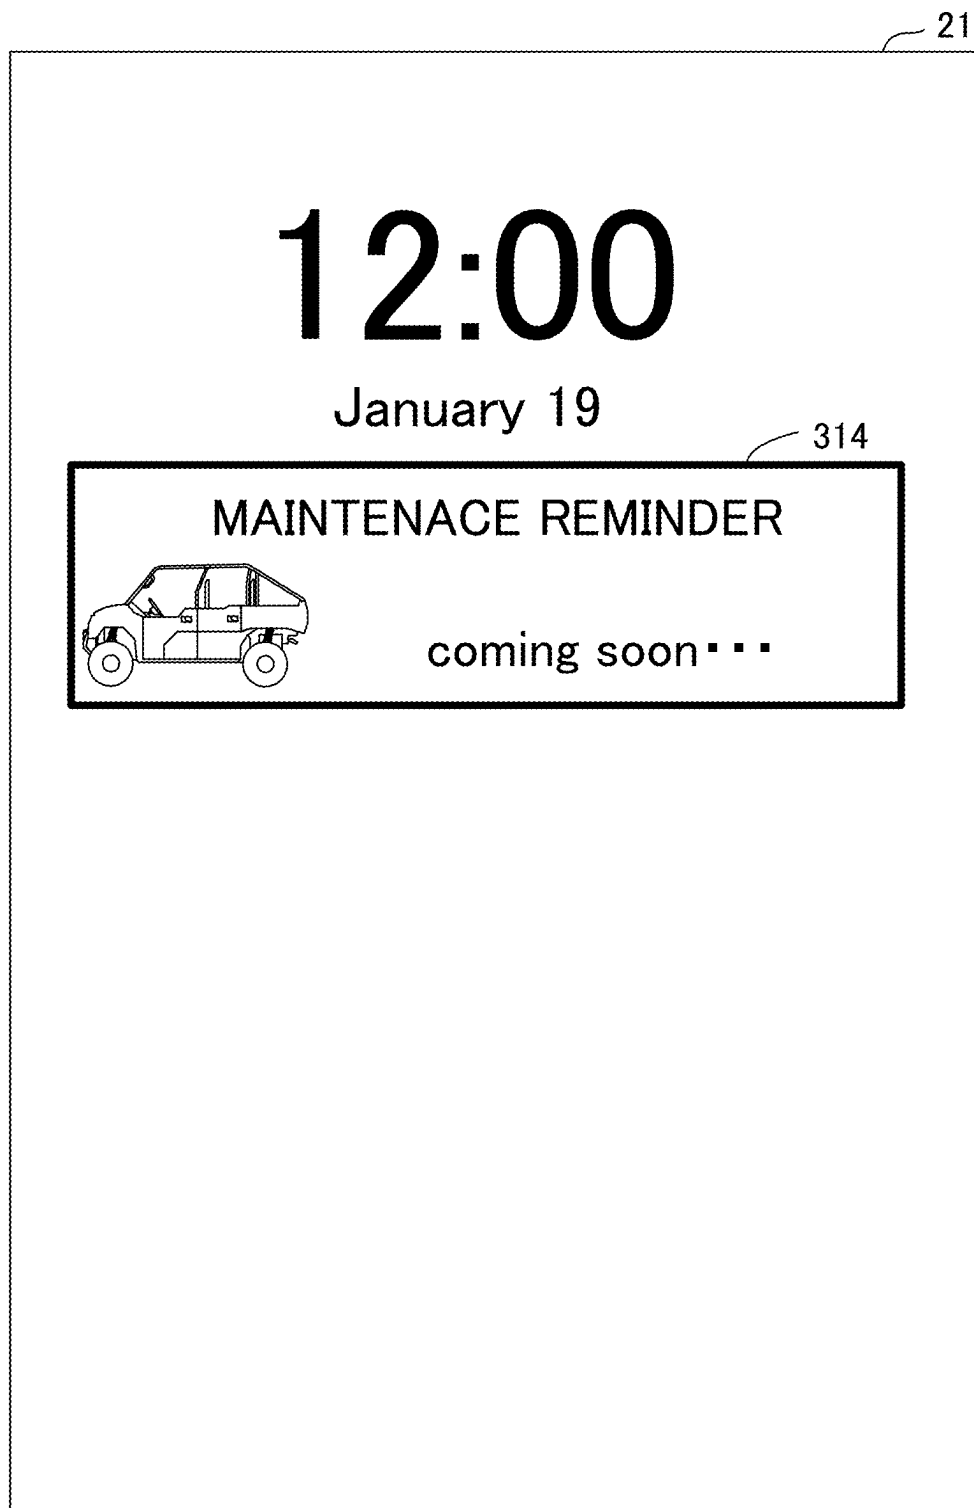 21
12:00
January 19
314
MAINTENACE REMINDER
coming soon･･･